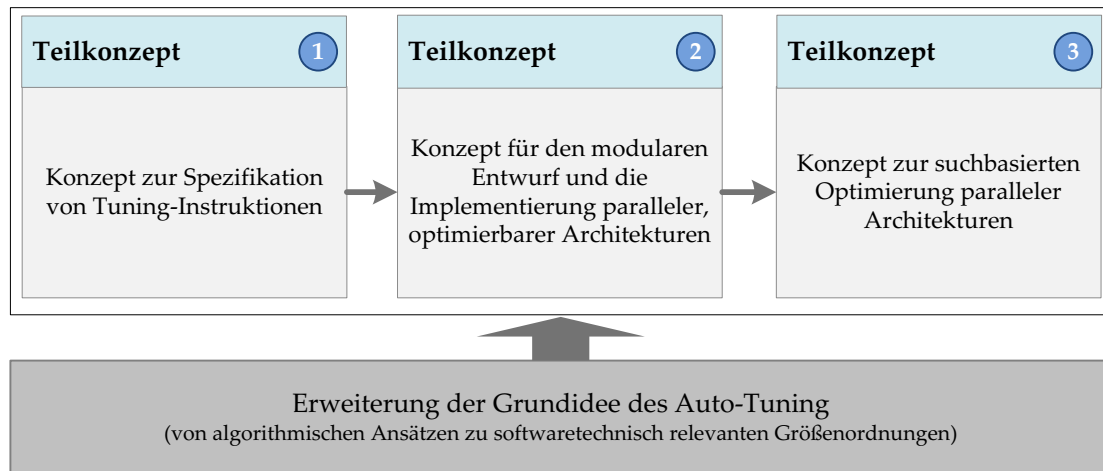 Teilkonzept 1
Konzept zur Spezifikation
von Tuning-Instruktionen
Teilkonzept 2
Konzept für den modularen
Entwurf und die
Implementierung paralleler,
optimierbarer Architekturen
Teilkonzept 3
Konzept zur suchbasierten
Optimierung paralleler
Architekturen
Erweiterung der Grundidee des Auto-Tuning
(von algorithmischen Ansätzen zu softwaretechnisch relevanten Größenordnungen)